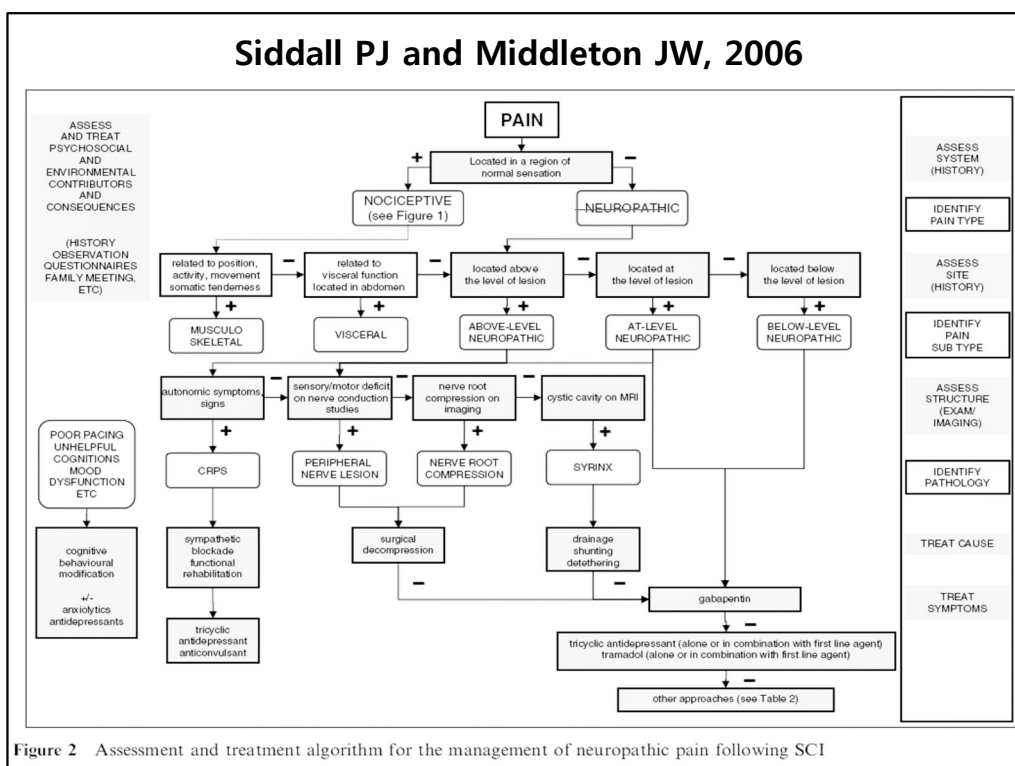 Siddall PJ and Middleton JW, 2006
ASSESS
AND TREAT
PSYCHOSOCIAL
AND
ENVIRONMENTAL
CONTRIBUTORS
AND
CONSEQUENCES
(HISTORY
OBSERVATION
QUESTIONNAIRES
FAMILY MEETING,
ETC)
PAIN
+
Located in a region of
normal sensation
−
NOCICEPTIVE
(see Figure 1)
NEUROPATHIC
related to position,
activity, movement
somatic tenderness
−
related to
visceral function
located in abdomen
−
located above
the level of lesion
−
located at
the level of lesion
−
located below
the level of lesion
+
+
+
+
+
MUSCULO
SKELETAL
VISCERAL
ABOVE-LEVEL
NEUROPATHIC
AT-LEVEL
NEUROPATHIC
BELOW-LEVEL
NEUROPATHIC
autonomic symptoms,
signs
−
sensory/motor deficit
on nerve conduction
studies
−
nerve root
compression on
imaging
−
cystic cavity on MRI
+
+
+
+
POOR PACING
UNHELPFUL
COGNITIONS
MOOD
DYSFUNCTION
ETC
CRPS
PERIPHERAL
NERVE LESION
NERVE ROOT
COMPRESSION
SYRINX
cognitive
behavioural
modification
+/-
anxiolytics
antidepressants
sympathetic
blockade
functional
rehabilitation
surgical
decompression
−
drainage
shunting
detethering
−
gabapentin
−
tricyclic
antidepressant
anticonvulsant
tricyclic antidepressant (alone or in combination with first line agent)
tramadol (alone or in combination with first line agent)
−
other approaches (see Table 2)
ASSESS
SYSTEM
(HISTORY)
IDENTIFY
PAIN TYPE
ASSESS
SITE
(HISTORY)
IDENTIFY
PAIN
SUB TYPE
ASSESS
STRUCTURE
(EXAM/
IMAGING)
IDENTIFY
PATHOLOGY
TREAT CAUSE
TREAT
SYMPTOMS
Figure 2 Assessment and treatment algorithm for the management of neuropathic pain following SCI